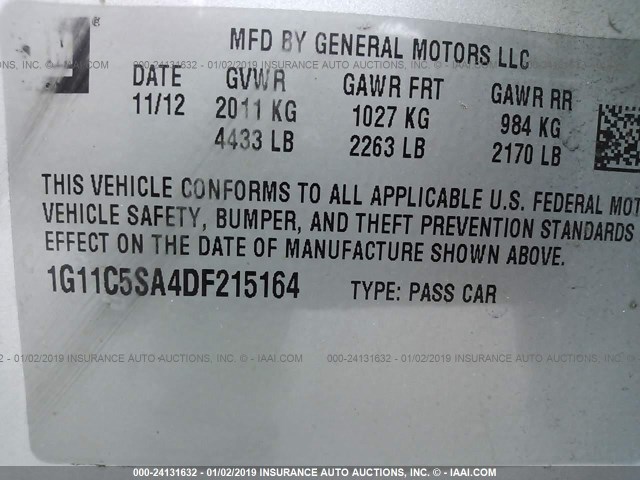 MFD BY GENERAL MOTORS LLC
DATE GVWR GAWR FRT GAWR RR
11/12 2011 KG 1027 KG 984 KG
4433 LB 2263 LB 2170 LB
THIS VEHICLE CONFORMS TO ALL APPLICABLE U.S. FEDERAL MOT
VEHICLE SAFETY, BUMPER, AND THEFT PREVENTION STANDARDS
EFFECT ON THE DATE OF MANUFACTURE SHOWN ABOVE.
1G11C5SA4DF215164 TYPE: PASS CAR
000-24131632 - 01/02/2019 INSURANCE AUTO AUCTIONS, INC. © - IAAI.COM